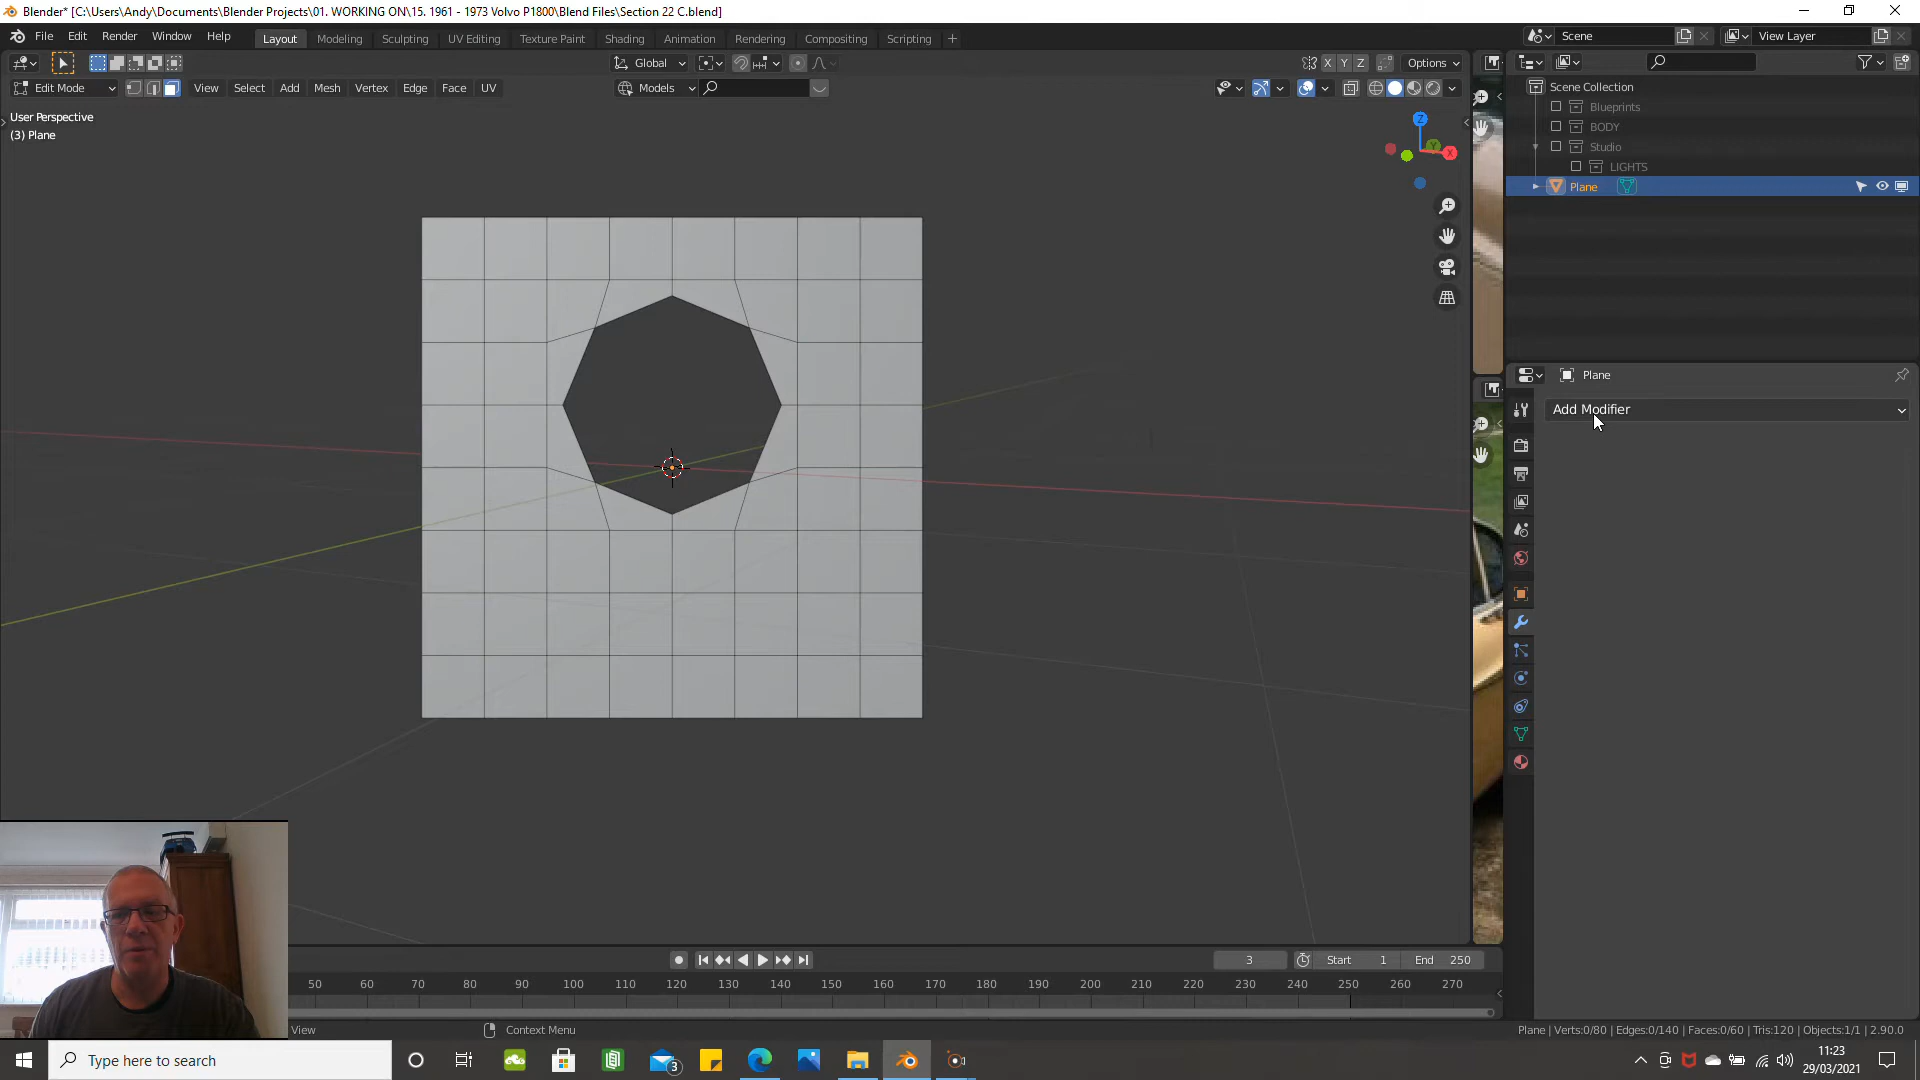 Blender* [C:\Users\Andy\Documents\Blender Projects\01. WORKING ON\15. 1961 - 1973 Volvo P1800\Blend Files\Section 22 C.blend]
File Edit Render Window Help Layout Modeling Sculpting UV Editing Texture Paint Shading Animation Rendering Compositing Scripting + Scene View Layer
Global X Y Z Options
Edit Mode View Select Add Mesh Vertex Edge Face UV Models
Scene Collection
Blueprints
BODY
Studio
LIGHTS
Plane
User Perspective
(3) Plane
Z
Y
X
Plane
Add Modifier
3 Start 1 End 250
50 60 70 80 90 100 110 120 130 140 150 160 170 180 190 200 210 220 230 240 250 260 270
View Context Menu
Plane | Verts:0/80 | Edges:0/140 | Faces:0/60 | Tris:120 | Objects:1/1 | 2.90.0
Type here to search
3
11:23
29/03/2021